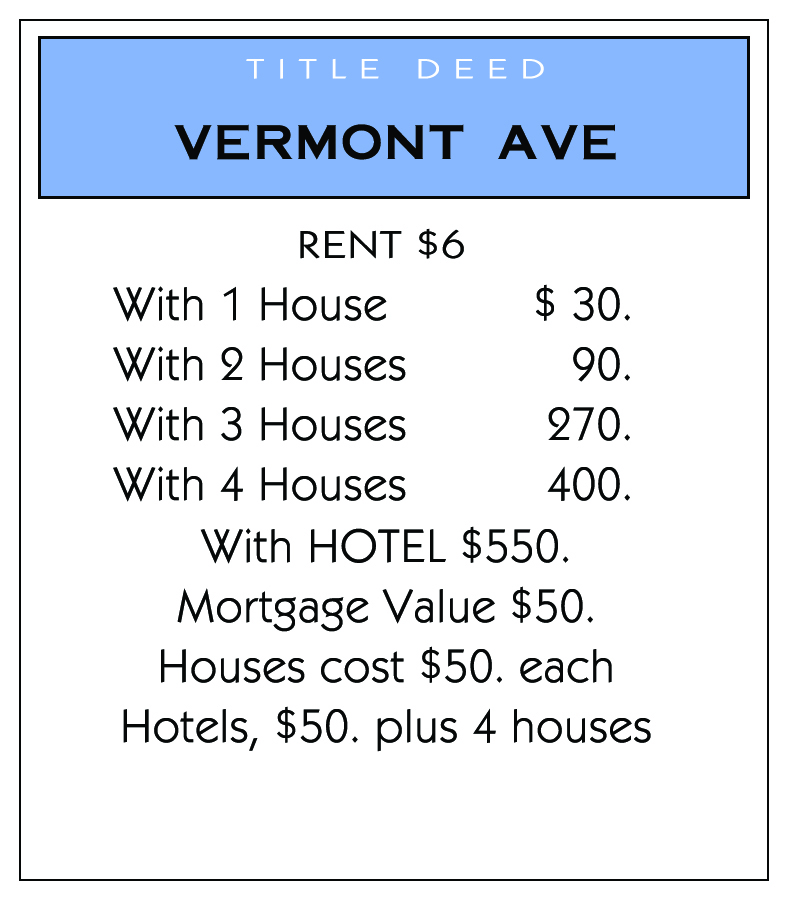 TITLE DEED
VERMONT AVE
RENT $6
With 1 House $ 30.
With 2 Houses 90.
With 3 Houses 270.
With 4 Houses 400.
With HOTEL $550.
Mortgage Value $50.
Houses cost $50. each
Hotels, $50. plus 4 houses